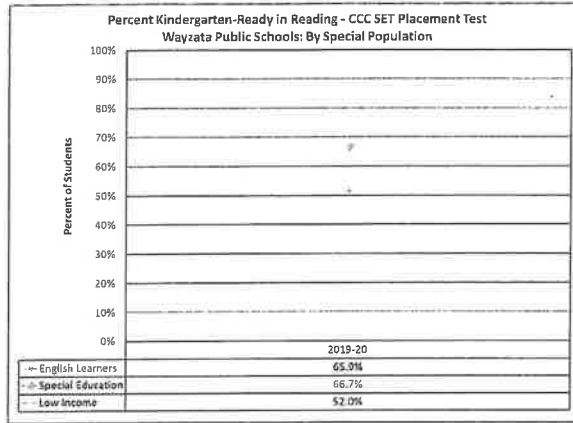 Percent Kindergarten-Ready in Reading - CCC SET Placement Test
Wayzata Public Schools: By Special Population
100%
90%
80%
70%
60%
50%
40%
30%
20%
10%
0%
Percent of Students
2019-20
English Learners 65.9%
Special Education 66.7%
Low Income 52.0%